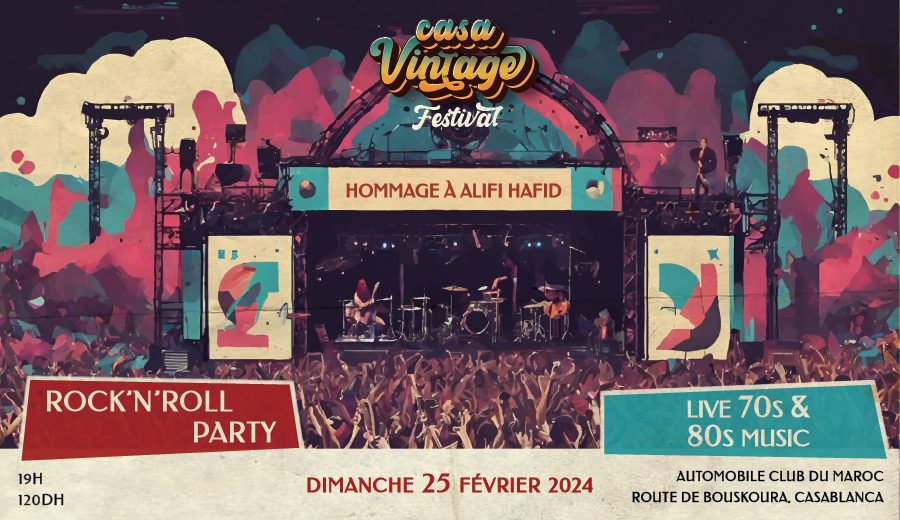 casa
Vintage
Festival
HOMMAGE À ALIFI HAFID
ROCK'N'ROLL
PARTY
LIVE 70S &
80S MUSIC
19H
120DH
DIMANCHE 25 FÉVRIER 2024
AUTOMOBILE CLUB DU MAROC
ROUTE DE BOUSKOURA, CASABLANCA